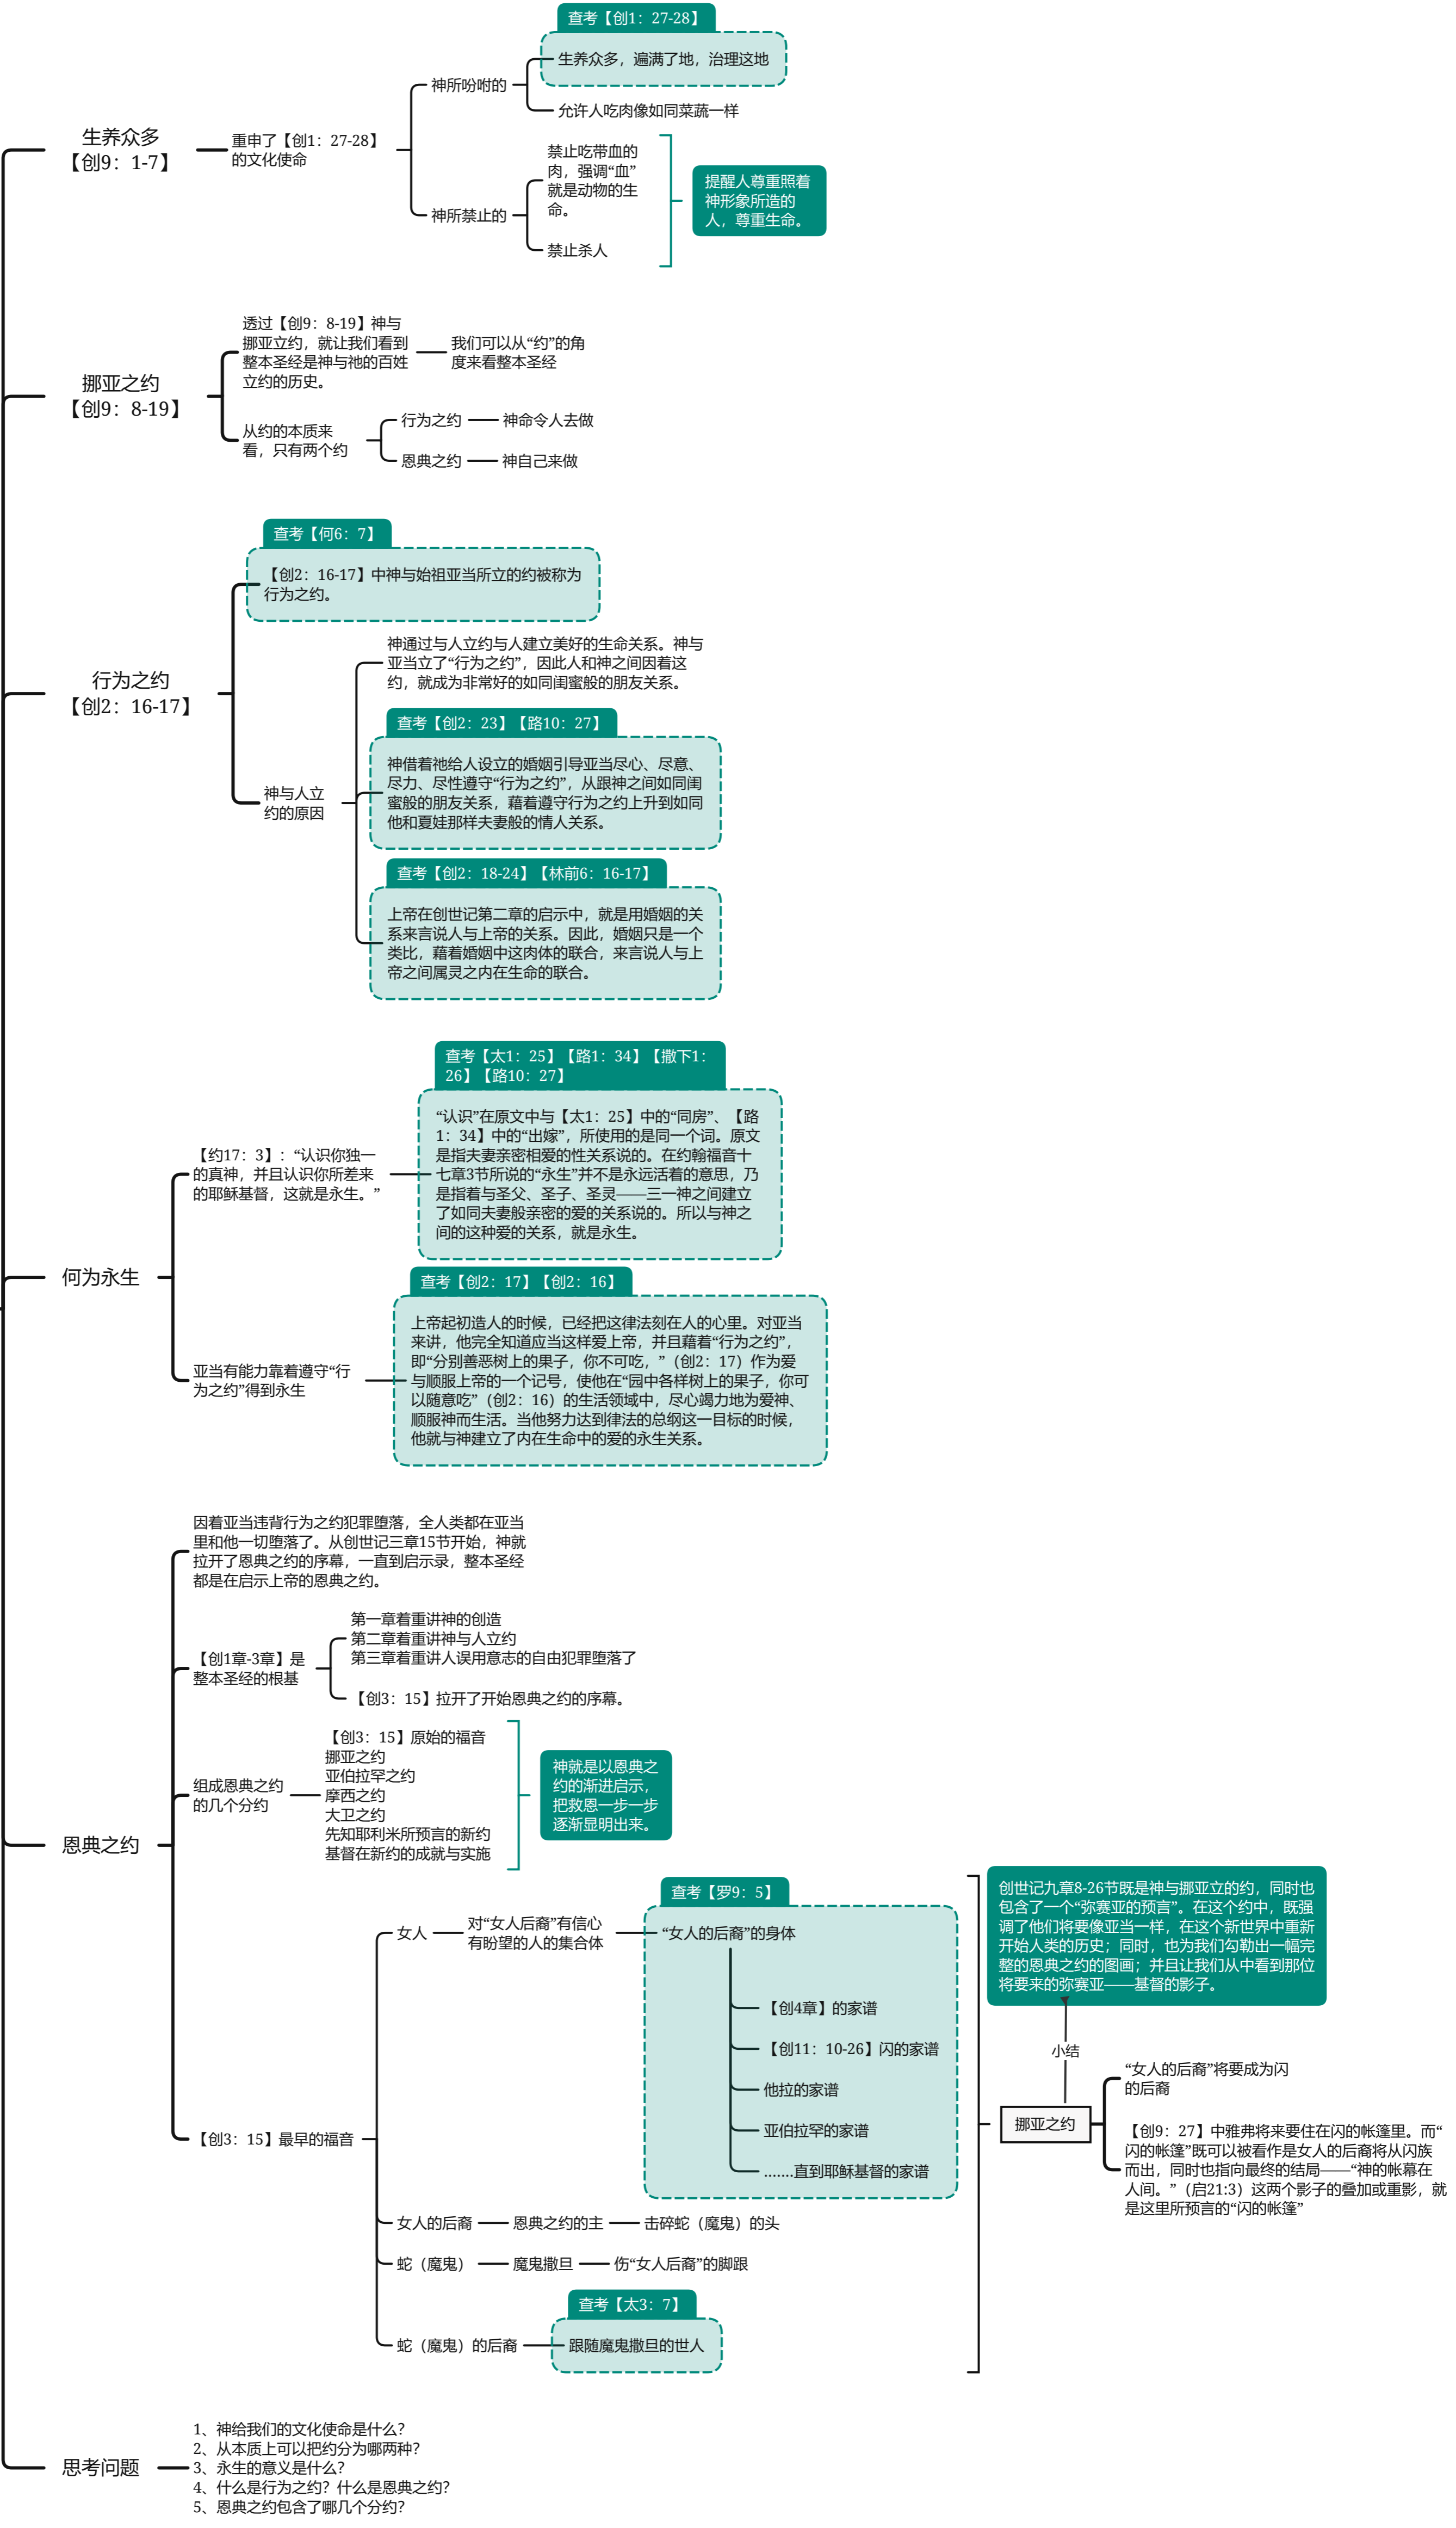 生养众多
【创9：1-7】
重申了【创1：27-28】
的文化使命
神所吩咐的
查考【创1：27-28】
生养众多，遍满了地，治理这地
允许人吃肉像如同菜蔬一样
神所禁止的
禁止吃带血的
肉，强调“血”
就是动物的生
命。
禁止杀人
提醒人尊重照着
神形象所造的
人，尊重生命。
挪亚之约
【创9：8-19】
透过【创9：8-19】神与
挪亚立约，就让我们看到
整本圣经是神与祂的百姓
立约的历史。
我们可以从“约”的角
度来看整本圣经
从约的本质来
看，只有两个约
行为之约
神命令人去做
恩典之约
神自己来做
行为之约
【创2：16-17】
查考【何6：7】
【创2：16-17】中神与始祖亚当所立的约被称为
行为之约。
神与人立
约的原因
神通过与人立约与人建立美好的生命关系。神与
亚当立了“行为之约”，因此人和神之间因着这
约，就成为非常好的如同闺蜜般的朋友关系。
查考【创2：23】【路10：27】
神借着祂给人设立的婚姻引导亚当尽心、尽意、
尽力、尽性遵守“行为之约”，从跟神之间如同闺
蜜般的朋友关系，藉着遵守行为之约上升到如同
他和夏娃那样夫妻般的情人关系。
查考【创2：18-24】【林前6：16-17】
上帝在创世记第二章的启示中，就是用婚姻的关
系来言说人与上帝的关系。因此，婚姻只是一个
类比，藉着婚姻中这肉体的联合，来言说人与上
帝之间属灵之内在生命的联合。
何为永生
【约17：3】：“认识你独一
的真神，并且认识你所差来
的耶稣基督，这就是永生。”
查考【太1：25】【路1：34】【撒下1：
26】【路10：27】
“认识”在原文中与【太1：25】中的“同房”、【路
1：34】中的“出嫁”，所使用的是同一个词。原文
是指夫妻亲密相爱的性关系说的。在约翰福音十
七章3节所说的“永生”并不是永远活着的意思，乃
是指着与圣父、圣子、圣灵——三一神之间建立
了如同夫妻般亲密的爱的关系说的。所以与神之
间的这种爱的关系，就是永生。
亚当有能力靠着遵守“行
为之约”得到永生
查考【创2：17】【创2：16】
上帝起初造人的时候，已经把这律法刻在人的心里。对亚当
来讲，他完全知道应当这样爱上帝，并且藉着“行为之约”，
即“分别善恶树上的果子，你不可吃，”（创2：17）作为爱
与顺服上帝的一个记号，使他在“园中各样树上的果子，你可
以随意吃”（创2：16）的生活领域中，尽心竭力地为爱神、
顺服神而生活。当他努力达到律法的总纲这一目标的时候，
他就与神建立了内在生命中的爱的永生关系。
恩典之约
因着亚当违背行为之约犯罪堕落，全人类都在亚当
里和他一切堕落了。从创世记三章15节开始，神就
拉开了恩典之约的序幕，一直到启示录，整本圣经
都是在启示上帝的恩典之约。
【创1章-3章】是
整本圣经的根基
第一章着重讲神的创造
第二章着重讲神与人立约
第三章着重讲人误用意志的自由犯罪堕落了
【创3：15】拉开了开始恩典之约的序幕。
组成恩典之约
的几个分约
【创3：15】原始的福音
挪亚之约
亚伯拉罕之约
摩西之约
大卫之约
先知耶利米所预言的新约
基督在新约的成就与实施
神就是以恩典之
约的渐进启示，
把救恩一步一步
逐渐显明出来。
【创3：15】最早的福音
女人
对“女人后裔”有信心
有盼望的人的集合体
查考【罗9：5】
“女人的后裔”的身体
【创4章】的家谱
【创11：10-26】闪的家谱
他拉的家谱
亚伯拉罕的家谱
.......直到耶稣基督的家谱
女人的后裔
恩典之约的主
击碎蛇（魔鬼）的头
蛇（魔鬼）
魔鬼撒旦
伤“女人后裔”的脚跟
蛇（魔鬼）的后裔
查考【太3：7】
跟随魔鬼撒旦的世人
创世记九章8-26节既是神与挪亚立的约，同时也
包含了一个“弥赛亚的预言”。在这个约中，既强
调了他们将要像亚当一样，在这个新世界中重新
开始人类的历史；同时，也为我们勾勒出一幅完
整的恩典之约的图画；并且让我们从中看到那位
将要来的弥赛亚——基督的影子。
小结
挪亚之约
“女人的后裔”将要成为闪
的后裔
【创9：27】中雅弗将来要住在闪的帐篷里。而“
闪的帐篷”既可以被看作是女人的后裔将从闪族
而出，同时也指向最终的结局——“神的帐幕在
人间。”（启21:3）这两个影子的叠加或重影，就
是这里所预言的“闪的帐篷”
思考问题
1、神给我们的文化使命是什么？
2、从本质上可以把约分为哪两种？
3、永生的意义是什么？
4、什么是行为之约？什么是恩典之约？
5、恩典之约包含了哪几个分约？